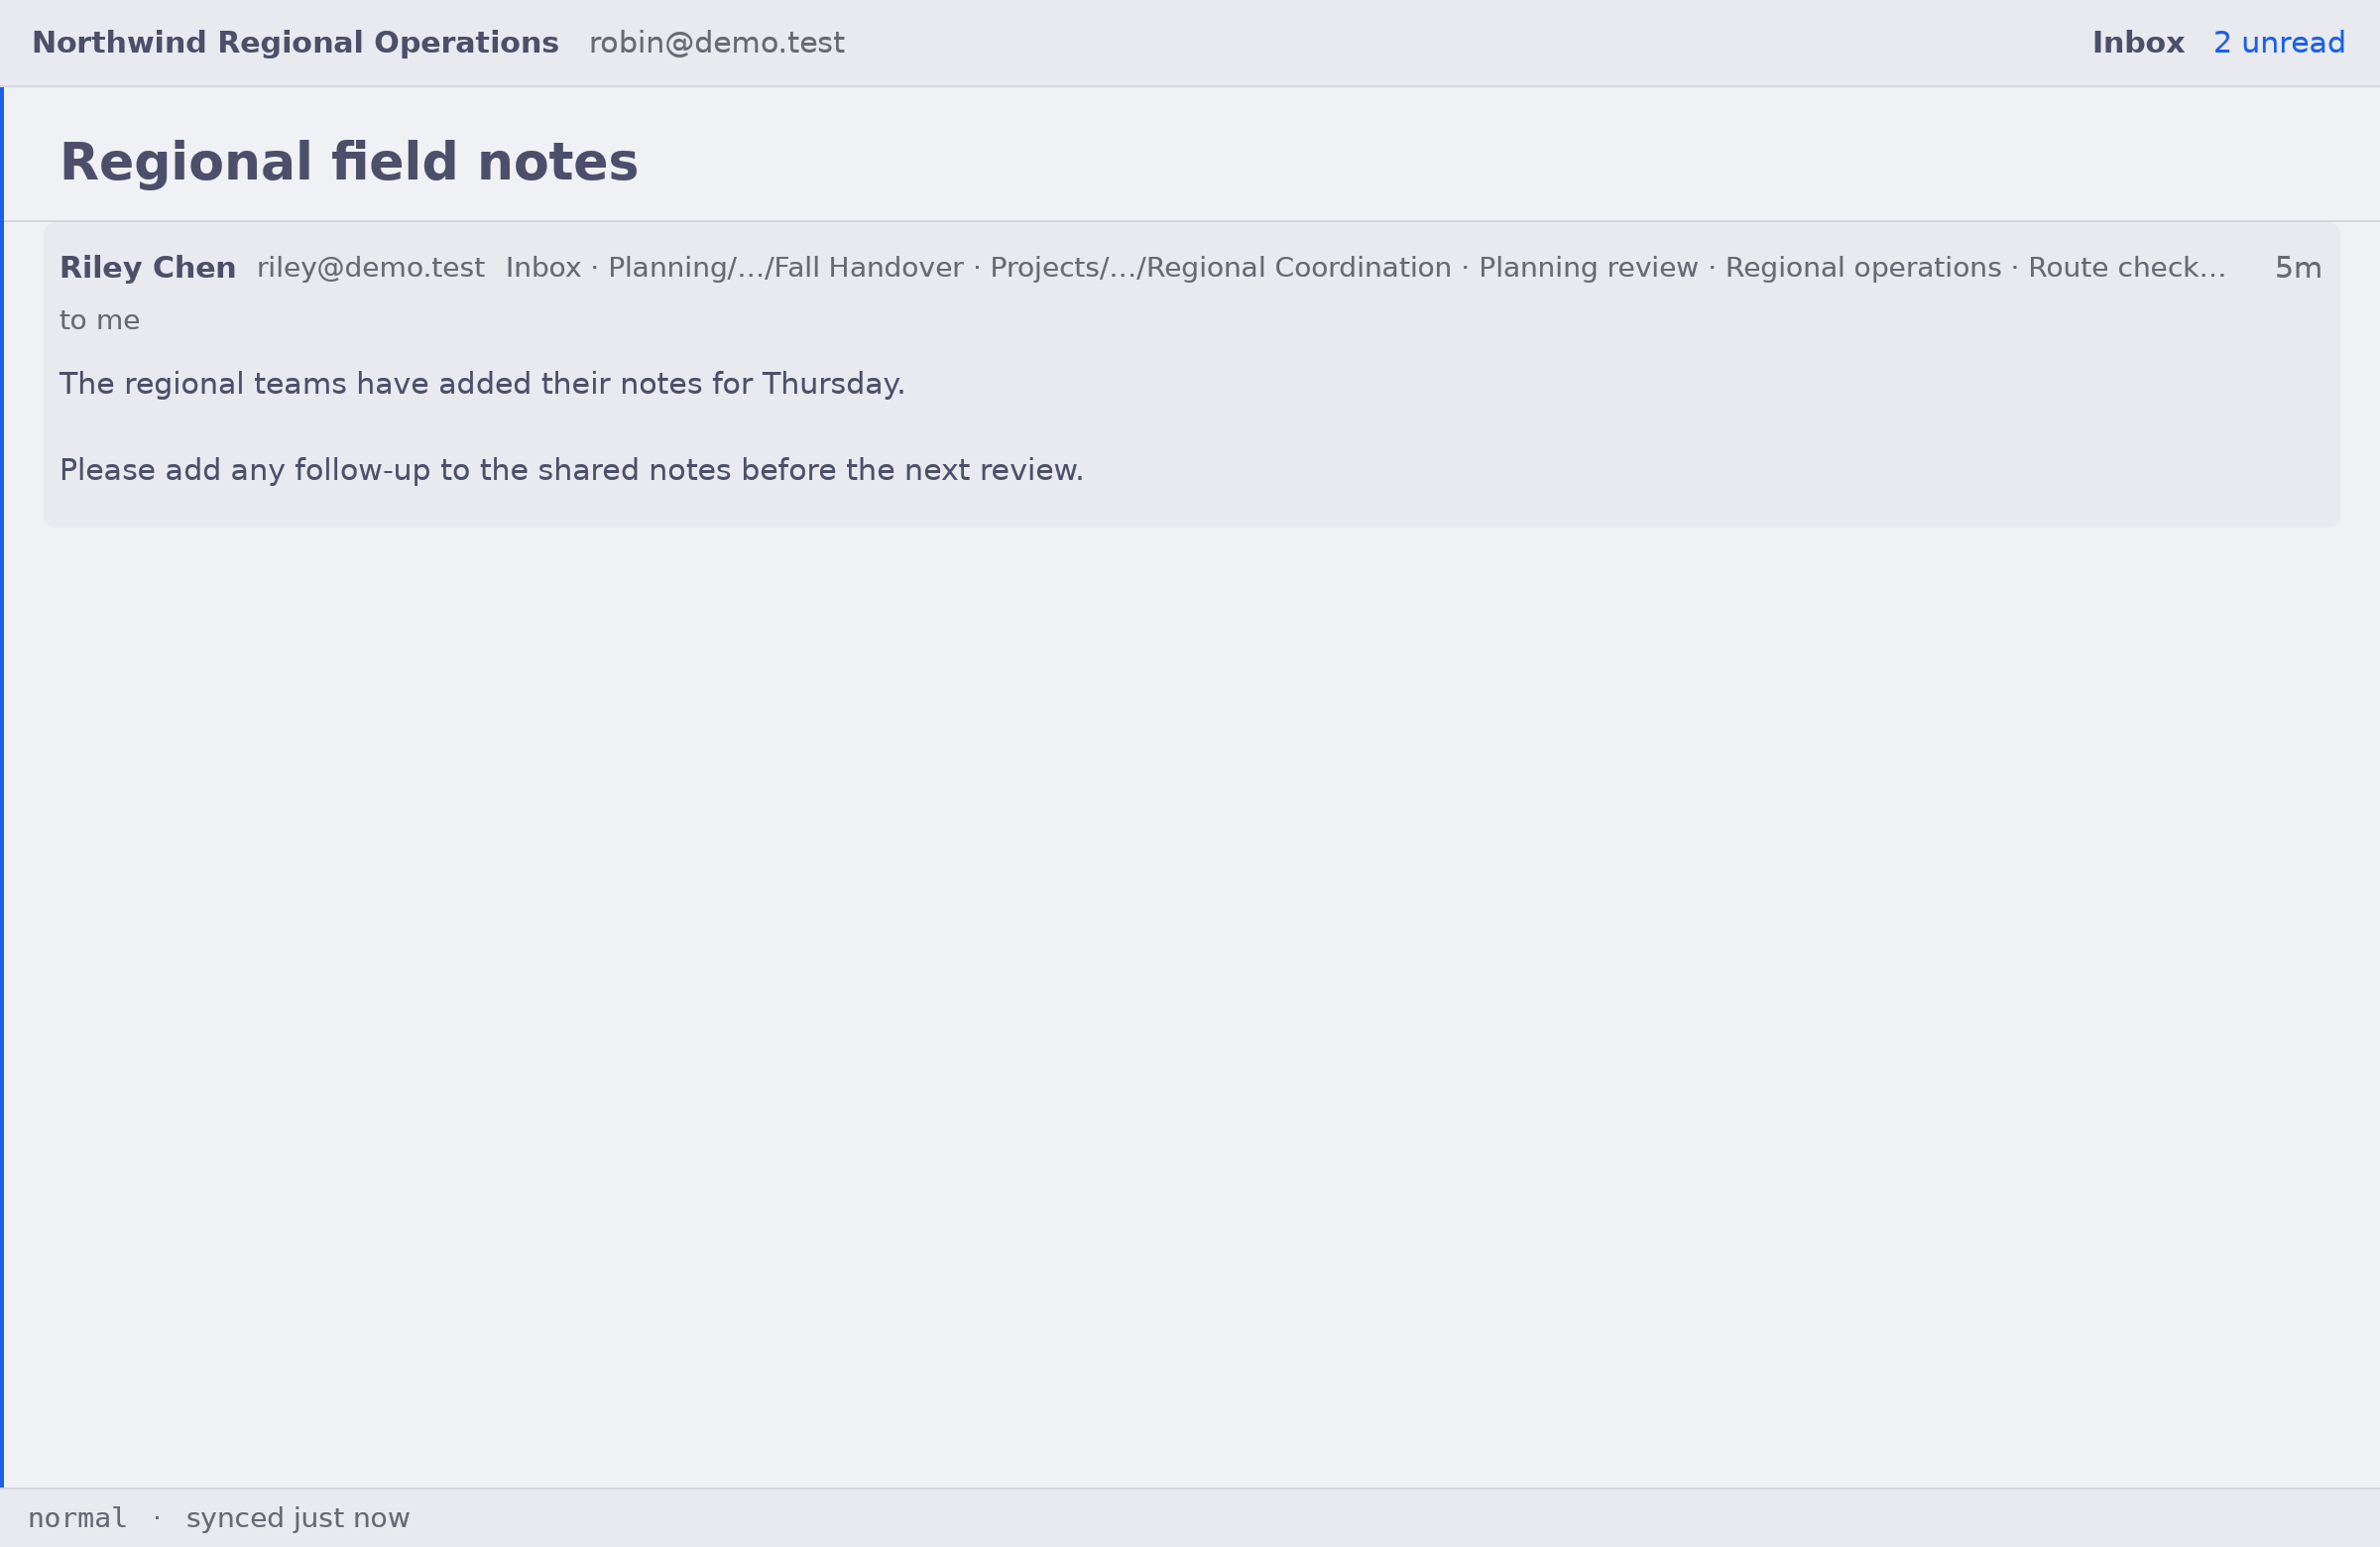 Northwind Regional Operations robin@demo.test Inbox 2 unread
Regional field notes
Riley Chen riley@demo.test Inbox · Planning/…/Fall Handover · Projects/…/Regional Coordination · Planning review · Regional operations · Route check… 5m
to me
The regional teams have added their notes for Thursday.
Please add any follow-up to the shared notes before the next review.
normal · synced just now